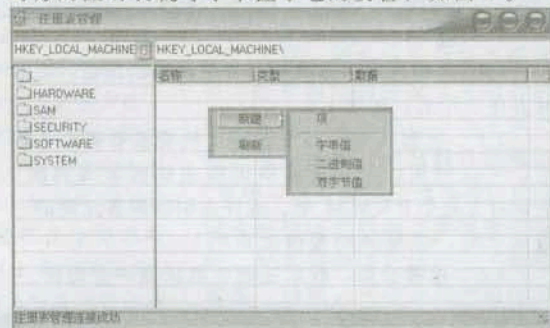 注册表管理
HKEY_LOCAL_MACHINE HKEY_LOCAL_MACHINE\
名称 类型 数据
..
HARDWARE
SAM
SECURITY
SOFTWARE
SYSTEM
新建 项
刷新 字串值
二进制值
双字节值
注册表管理连接成功